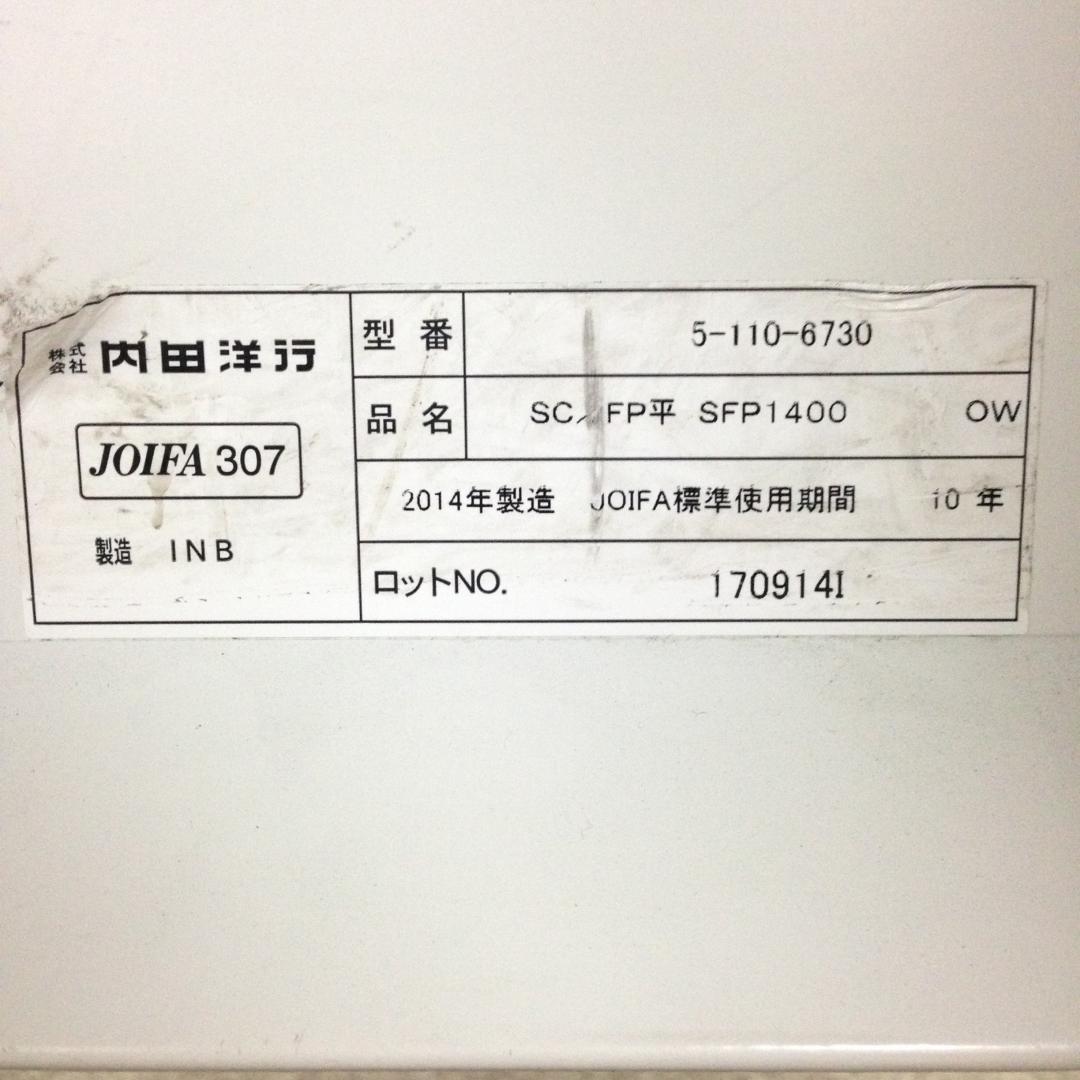 株式会社 内田洋行
JOIFA 307
製造 INB
型番 5-110-6730
品名 SC/FP平 SFP1400 OW
2014年製造 JOIFA標準使用期間 10年
ロットNO. 170914I